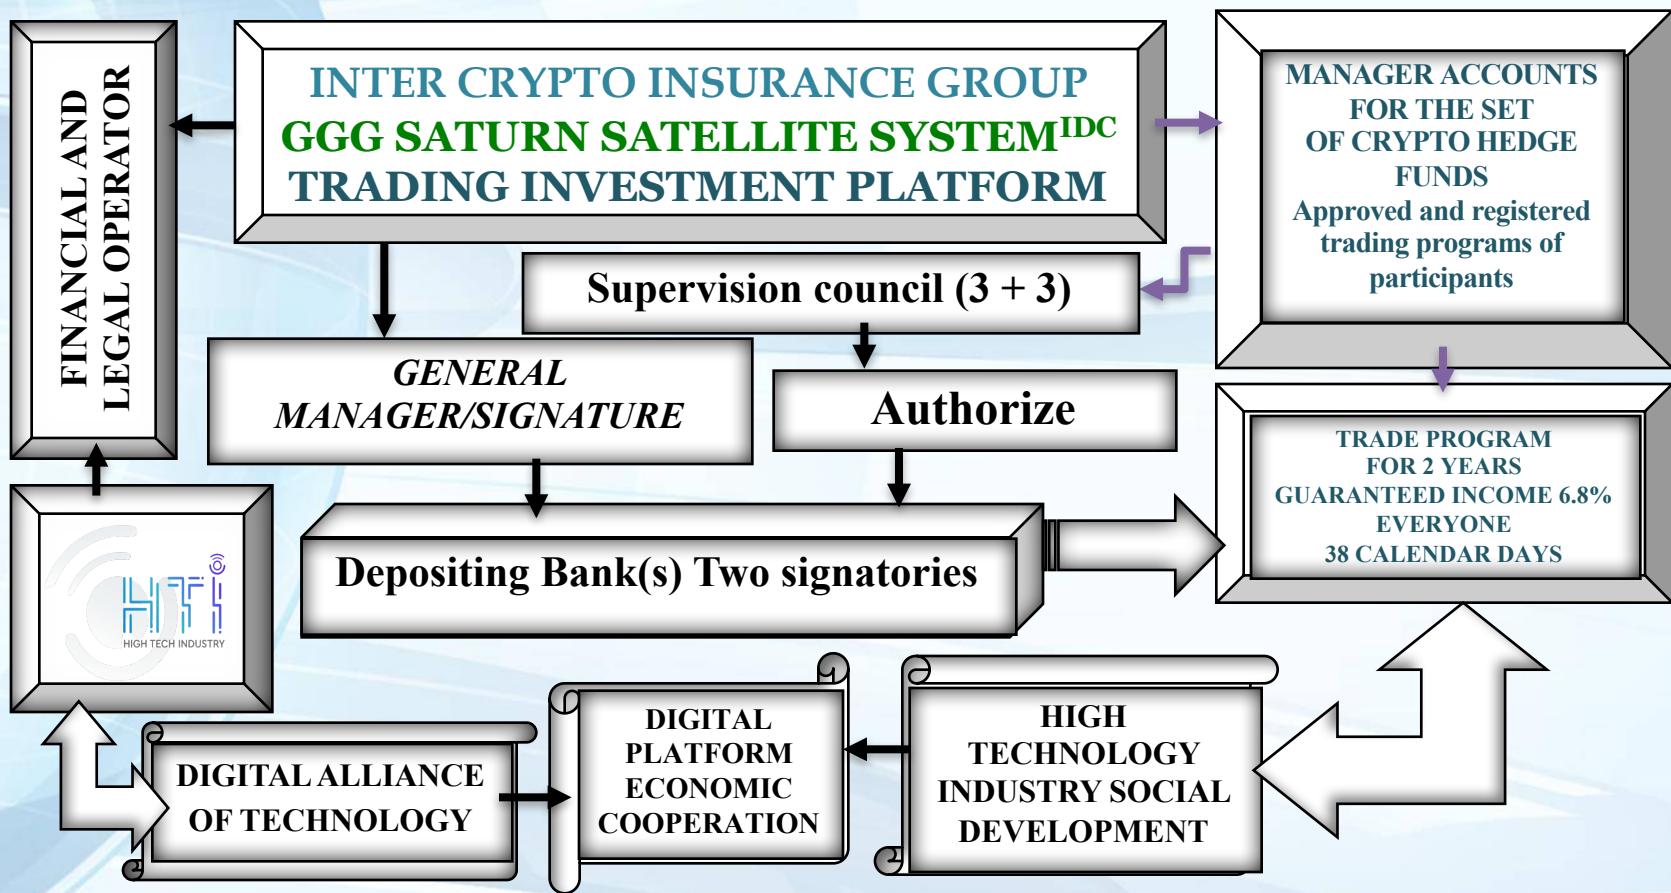 FINANCIAL AND
LEGAL OPERATOR
INTER CRYPTO INSURANCE GROUP
GGG SATURN SATELLITE SYSTEMᴵᴰᶜ
TRADING INVESTMENT PLATFORM
MANAGER ACCOUNTS
FOR THE SET
OF CRYPTO HEDGE
FUNDS
Approved and registered
trading programs of
participants
Supervision council (3 + 3)
GENERAL
MANAGER/SIGNATURE
Authorize
TRADE PROGRAM
FOR 2 YEARS
GUARANTEED INCOME 6.8%
EVERYONE
38 CALENDAR DAYS
Depositing Bank(s) Two signatories
HTi
HIGH TECH INDUSTRY
DIGITAL ALLIANCE
OF TECHNOLOGY
DIGITAL
PLATFORM
ECONOMIC
COOPERATION
HIGH
TECHNOLOGY
INDUSTRY SOCIAL
DEVELOPMENT